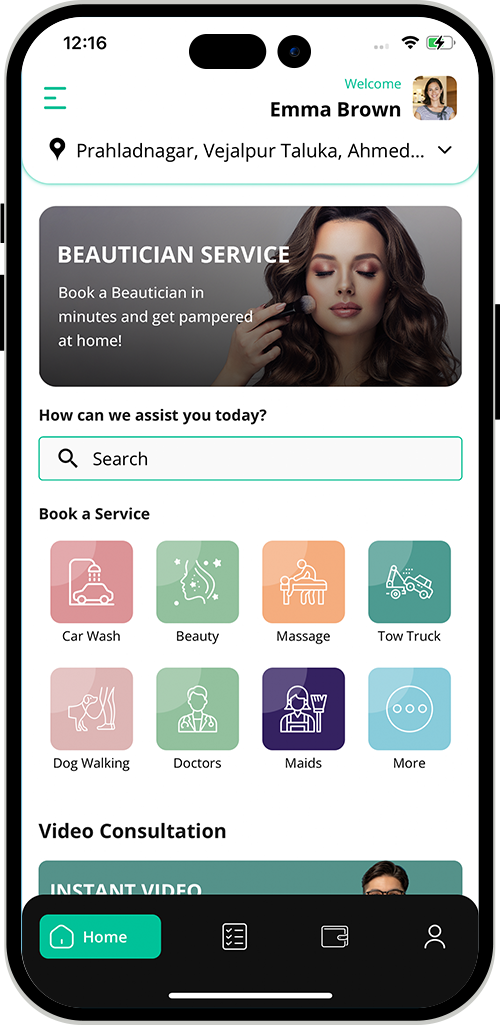 12:16
Welcome
Emma Brown
Prahladnagar, Vejalpur Taluka, Ahmed...
BEAUTICIAN SERVICE
Book a Beautician in
minutes and get pampered
at home!
How can we assist you today?
Search
Book a Service
Car Wash
Beauty
Massage
Tow Truck
Dog Walking
Doctors
Maids
More
Video Consultation
INSTANT VIDEO
Home